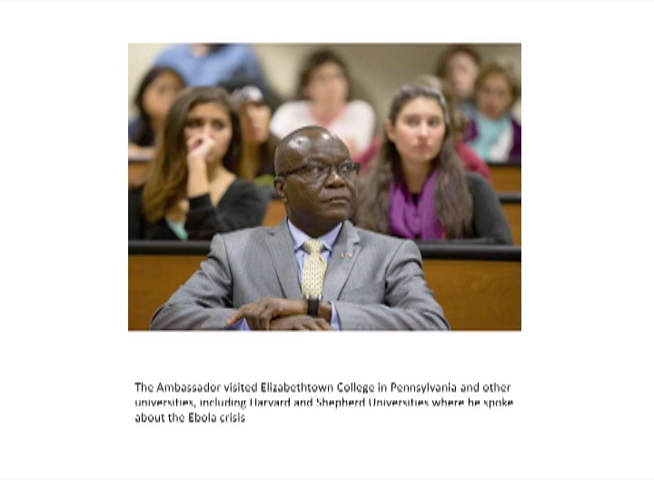 The Ambassador visited Elizabethtown College in Pennsylvania and other
universities, including Harvard and Shepherd Universities where he spoke
about the Ebola crisis